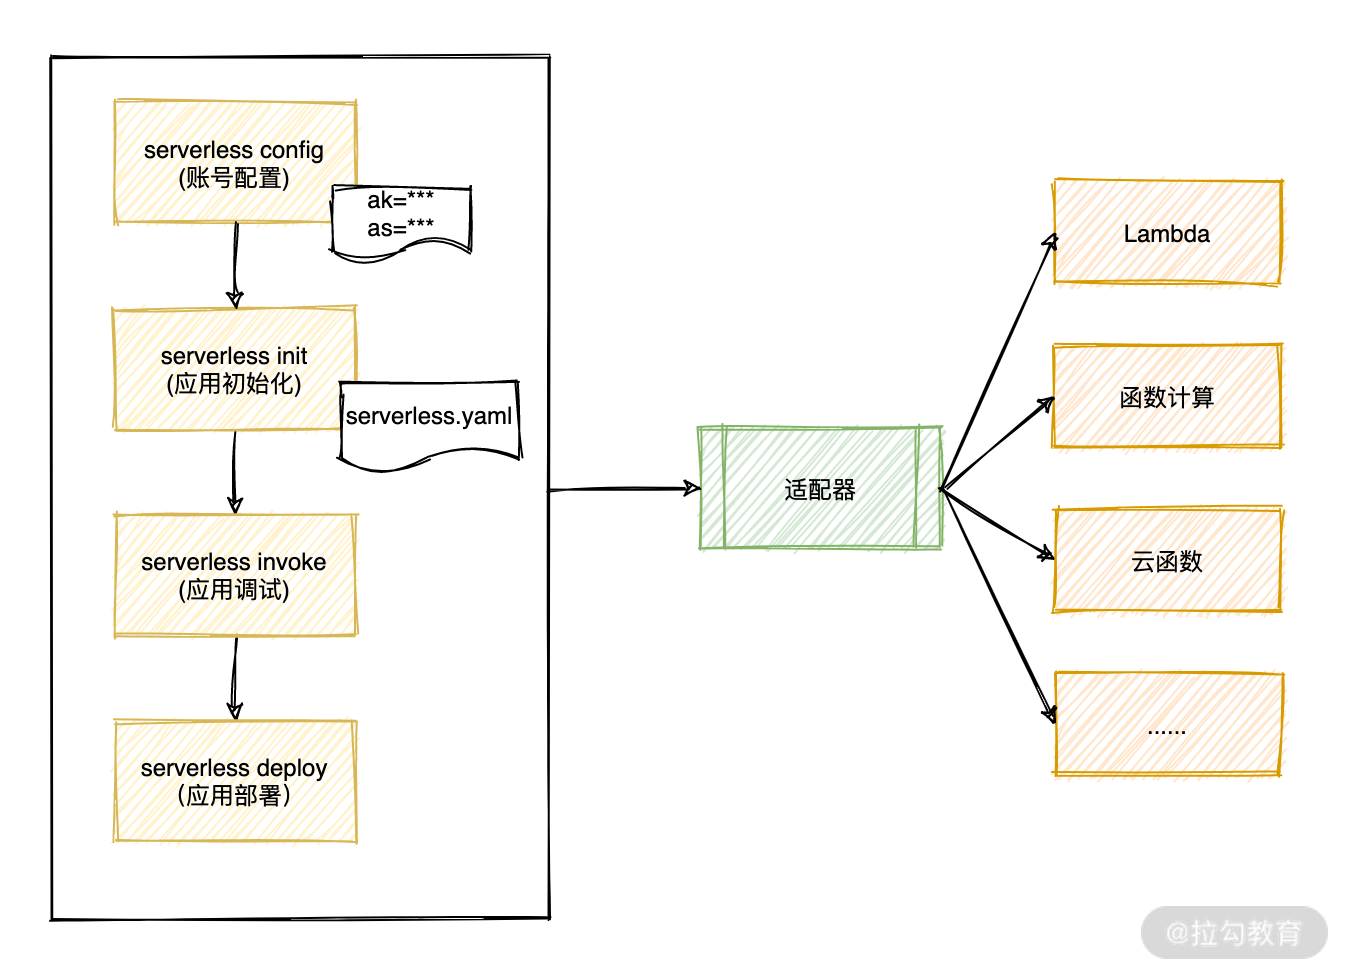 serverless config
(账号配置)
ak=***
as=***
serverless init
(应用初始化)
serverless.yaml
serverless invoke
(应用调试)
serverless deploy
（应用部署）
适配器
Lambda
函数计算
云函数
......
@拉勾教育